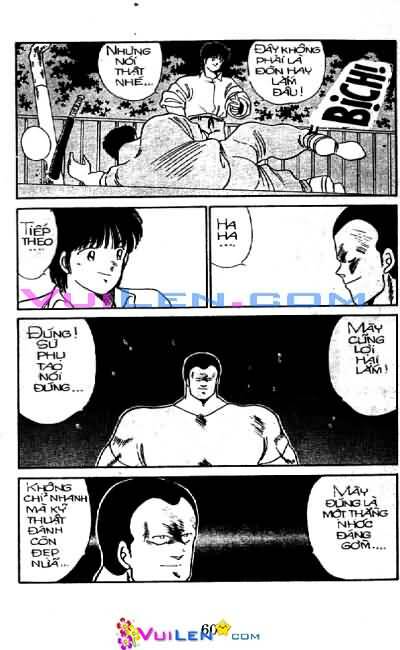 NHƯNG
NÓI
THẬT
NHÉ...
ĐÂY KHÔNG
PHẢI LÀ
ĐÒN HAY
LẮM
ĐÂU!
BỊCH!
TIẾP
THEO
.....
HA
HA
....
VUILEN.COM
ĐÚNG!
SƯ
PHỤ
TAO
NÓI
ĐÚNG...
MÀY
CŨNG
LỢI
HẠI
LẮM!
KHÔNG
CHỈ NHANH
MÀ KỸ
THUẬT
ĐÁNH
CÒN
ĐẸP
NỮA...
MÀY
ĐÚNG LÀ
MỘT THẰNG
NHÓC
ĐÁNG
GỜM....
60
VUILEN.COM